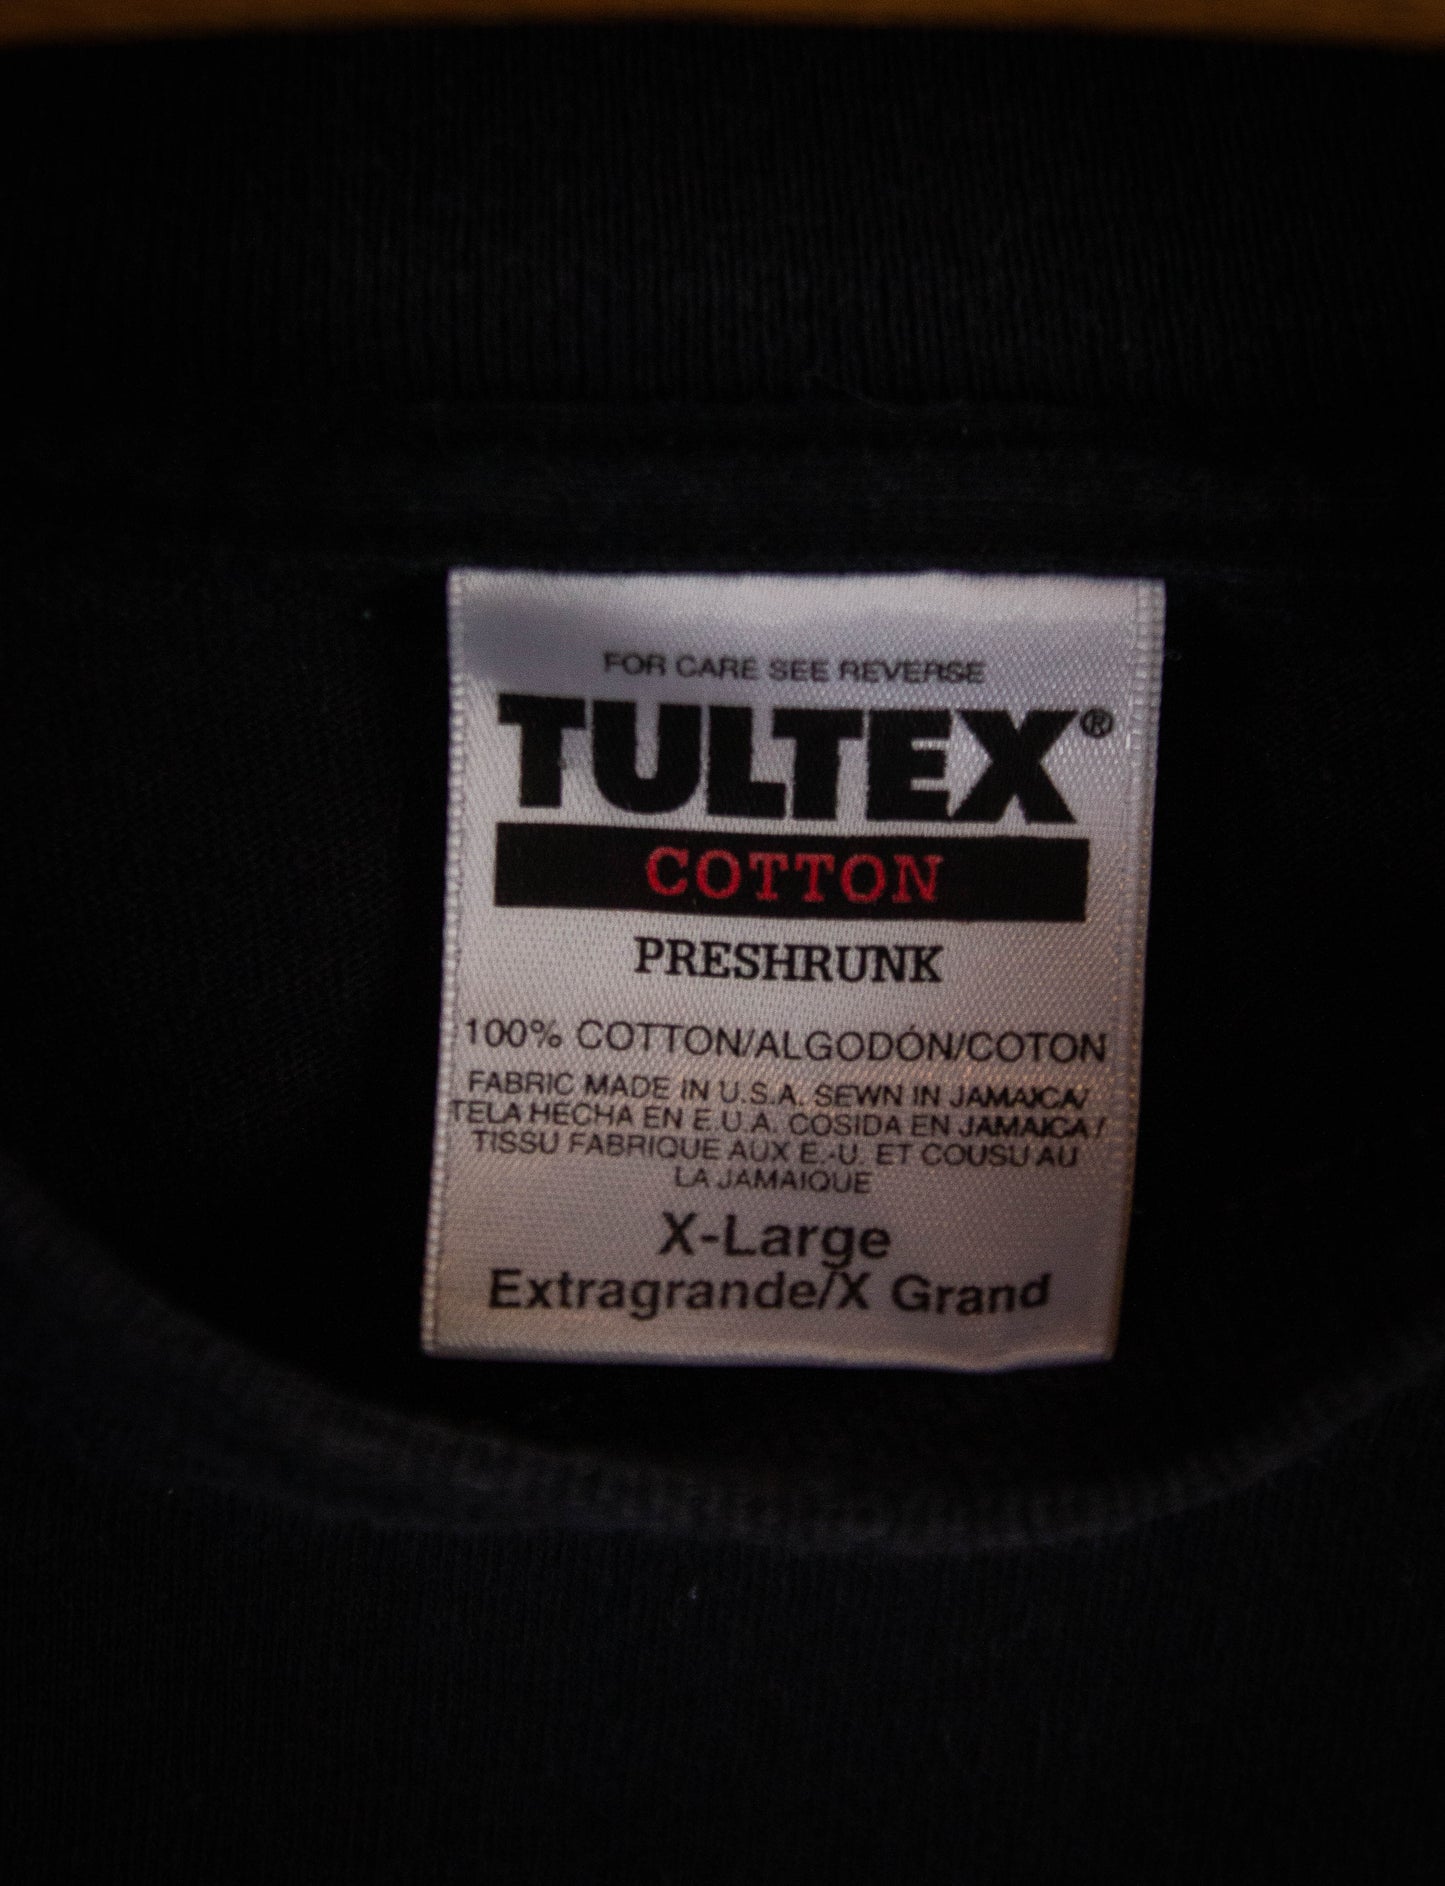 FOR CARE SEE REVERSE
TULTEX®
COTTON
PRESHRUNK
100% COTTON/ALGODÓN/COTON
FABRIC MADE IN U.S.A. SEWN IN JAMAICA/
TELA HECHA EN E.U.A. COSIDA EN JAMAICA/
TISSU FABRIQUE AUX E.-U. ET COUSU AU
LA JAMAIQUE
X-Large
Extragrande/X Grand